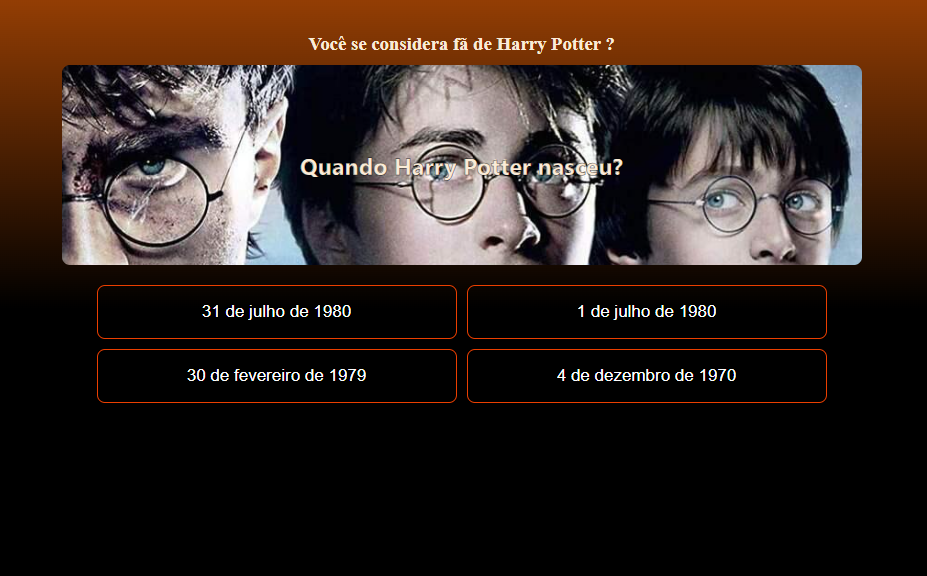 Você se considera fã de Harry Potter ?
Quando Harry Potter nasceu?
31 de julho de 1980
1 de julho de 1980
30 de fevereiro de 1979
4 de dezembro de 1970